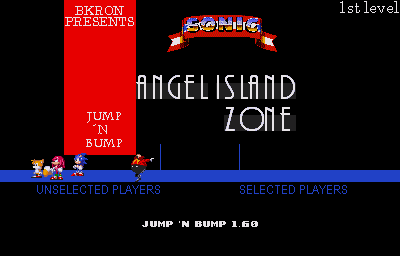 BKRON
PRESENTS
SONIC
1st level
ANGEL ISLAND
ZONE
JUMP
´N
BUMP
UNSELECTED PLAYERS
SELECTED PLAYERS
JUMP 'N BUMP 1.60